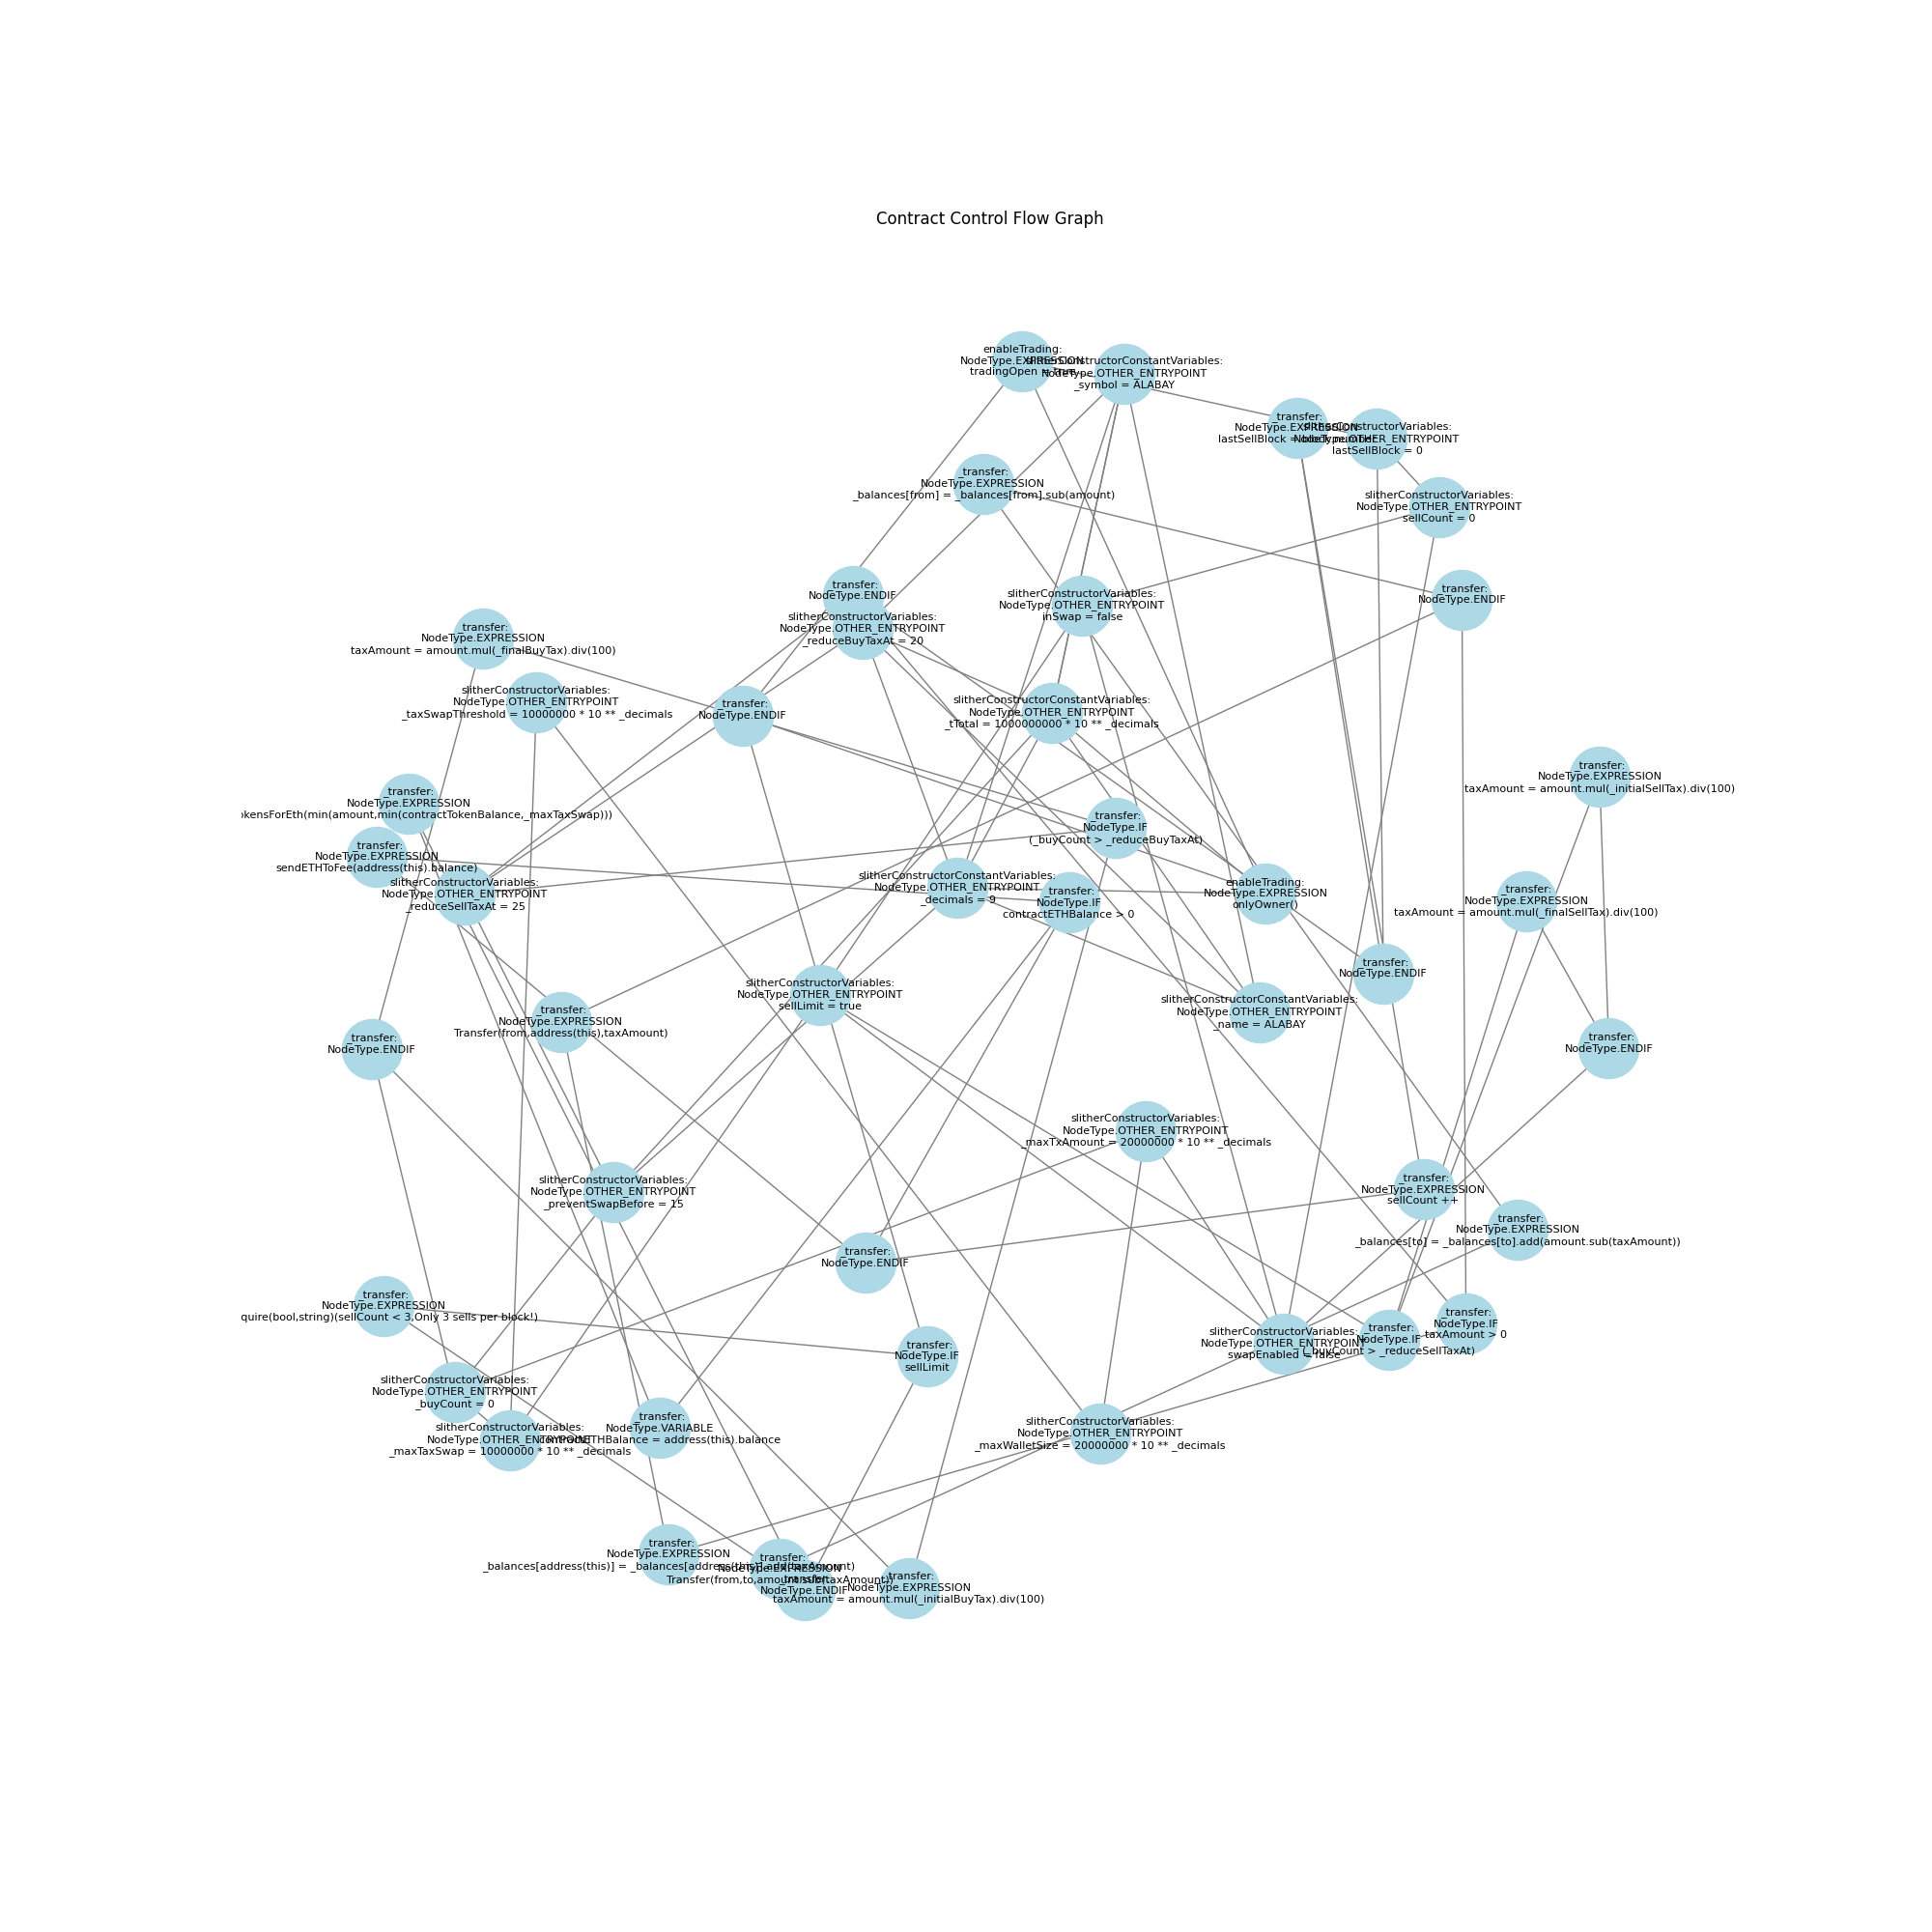 Contract Control Flow Graph
enableTrading:
NodeType.EXPRESSION
tradingOpen = true
slitherConstructorConstantVariables:
NodeType.OTHER_ENTRYPOINT
_symbol = ALABAY
_transfer:
NodeType.EXPRESSION
lastSellBlock = block.number
slitherConstructorVariables:
NodeType.OTHER_ENTRYPOINT
lastSellBlock = 0
_transfer:
NodeType.EXPRESSION
_balances[from] = _balances[from].sub(amount)
slitherConstructorVariables:
NodeType.OTHER_ENTRYPOINT
sellCount = 0
_transfer:
NodeType.ENDIF
slitherConstructorVariables:
NodeType.OTHER_ENTRYPOINT
_reduceBuyTaxAt = 20
slitherConstructorVariables:
NodeType.OTHER_ENTRYPOINT
inSwap = false
_transfer:
NodeType.ENDIF
_transfer:
NodeType.EXPRESSION
taxAmount = amount.mul(_finalBuyTax).div(100)
slitherConstructorVariables:
NodeType.OTHER_ENTRYPOINT
_taxSwapThreshold = 10000000 * 10 ** _decimals
_transfer:
NodeType.ENDIF
slitherConstructorConstantVariables:
NodeType.OTHER_ENTRYPOINT
_tTotal = 1000000000 * 10 ** _decimals
_transfer:
NodeType.EXPRESSION
taxAmount = amount.mul(_initialSellTax).div(100)
_transfer:
NodeType.EXPRESSION
okensForEth(min(amount,min(contractTokenBalance,_maxTaxSwap)))
_transfer:
NodeType.IF
(_buyCount > _reduceBuyTaxAt)
_transfer:
NodeType.EXPRESSION
sendETHToFee(address(this).balance)
slitherConstructorVariables:
NodeType.OTHER_ENTRYPOINT
_reduceSellTaxAt = 25
slitherConstructorConstantVariables:
NodeType.OTHER_ENTRYPOINT
_decimals = 9
_transfer:
NodeType.IF
contractETHBalance > 0
enableTrading:
NodeType.EXPRESSION
onlyOwner()
_transfer:
NodeType.EXPRESSION
taxAmount = amount.mul(_finalSellTax).div(100)
_transfer:
NodeType.ENDIF
slitherConstructorVariables:
NodeType.OTHER_ENTRYPOINT
sellLimit = true
slitherConstructorConstantVariables:
NodeType.OTHER_ENTRYPOINT
_name = ALABAY
_transfer:
NodeType.EXPRESSION
Transfer(from,address(this),taxAmount)
_transfer:
NodeType.ENDIF
_transfer:
NodeType.ENDIF
slitherConstructorVariables:
NodeType.OTHER_ENTRYPOINT
_maxTxAmount = 20000000 * 10 ** _decimals
slitherConstructorVariables:
NodeType.OTHER_ENTRYPOINT
_preventSwapBefore = 15
_transfer:
NodeType.EXPRESSION
sellCount ++
_transfer:
NodeType.EXPRESSION
_balances[to] = _balances[to].add(amount.sub(taxAmount))
_transfer:
NodeType.ENDIF
_transfer:
NodeType.EXPRESSION
quire(bool,string)(sellCount < 3,Only 3 sells per block!)
_transfer:
NodeType.IF
sellLimit
slitherConstructorVariables:
NodeType.OTHER_ENTRYPOINT
swapEnabled = false
_transfer:
NodeType.IF
(_buyCount > _reduceSellTaxAt)
_transfer:
NodeType.IF
taxAmount > 0
slitherConstructorVariables:
NodeType.OTHER_ENTRYPOINT
_buyCount = 0
slitherConstructorVariables:
NodeType.OTHER_ENTRYPOINT
_maxTaxSwap = 10000000 * 10 ** _decimals
_transfer:
NodeType.VARIABLE
contractETHBalance = address(this).balance
slitherConstructorVariables:
NodeType.OTHER_ENTRYPOINT
_maxWalletSize = 20000000 * 10 ** _decimals
_transfer:
NodeType.EXPRESSION
_balances[address(this)] = _balances[address(this)].add(taxAmount)
_transfer:
NodeType.EXPRESSION
Transfer(from,to,amount.sub(taxAmount))
_transfer:
NodeType.ENDIF
_transfer:
NodeType.EXPRESSION
taxAmount = amount.mul(_initialBuyTax).div(100)